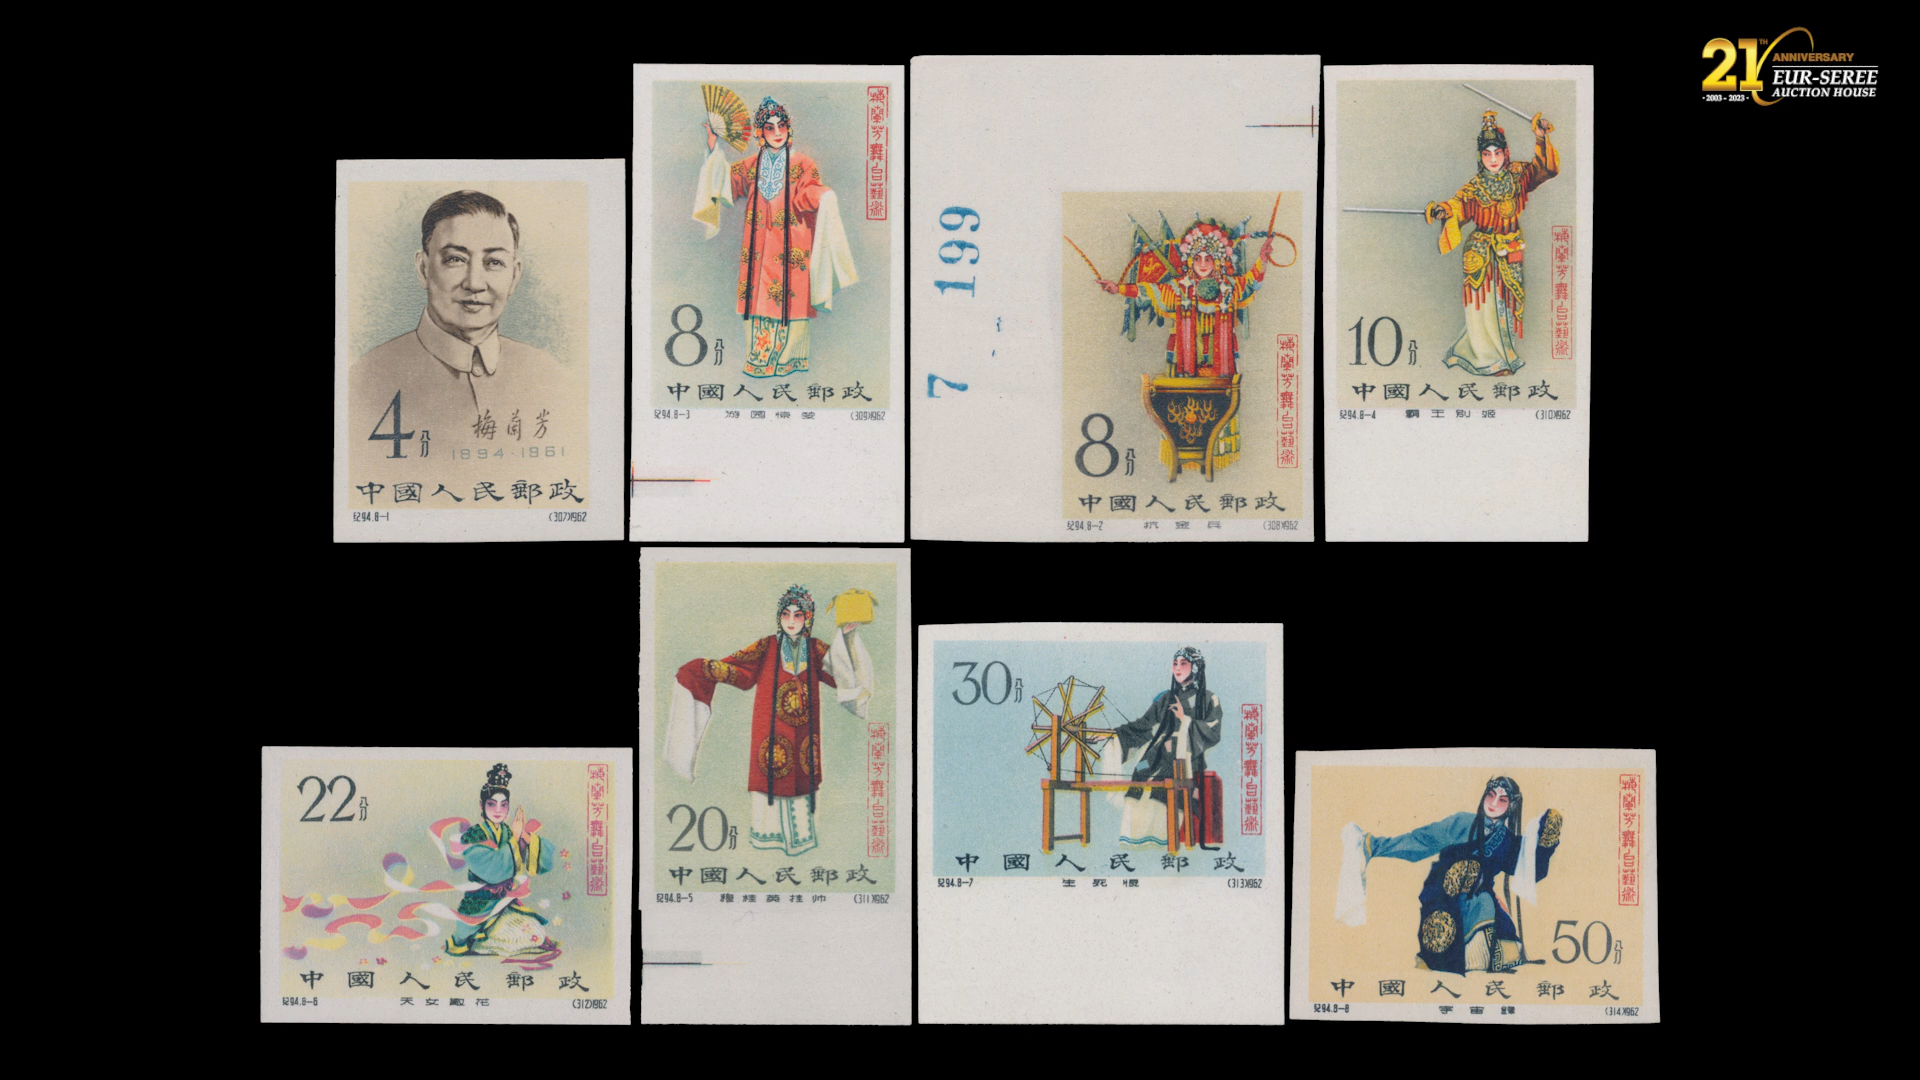 21TH ANNIVERSARY
EUR-SEREE
AUCTION HOUSE
·2003-2023·
4分
梅蘭芳
1894-1961
中國人民郵政
紀94.8-1 (307)1962
梅蘭芳舞台藝術
8分
中國人民郵政
紀94.8-3 游園惊梦 (309)1962
7 199
梅蘭芳舞台藝術
8分
中國人民郵政
紀94.8-2 抗金兵 (308)1962
梅蘭芳舞台藝術
10分
中國人民郵政
紀94.8-4 霸王別姬 (310)1962
22分
梅蘭芳舞台藝術
中國人民郵政
紀94.8-6 天女散花 (312)1962
梅蘭芳舞台藝術
20分
中國人民郵政
紀94.8-5 穆桂英挂帅 (311)1962
30分
梅蘭芳舞台藝術
中國人民郵政
紀94.8-7 生死恨 (313)1962
梅蘭芳舞台藝術
50分
中國人民郵政
紀94.8-8 宇宙鋒 (314)1962